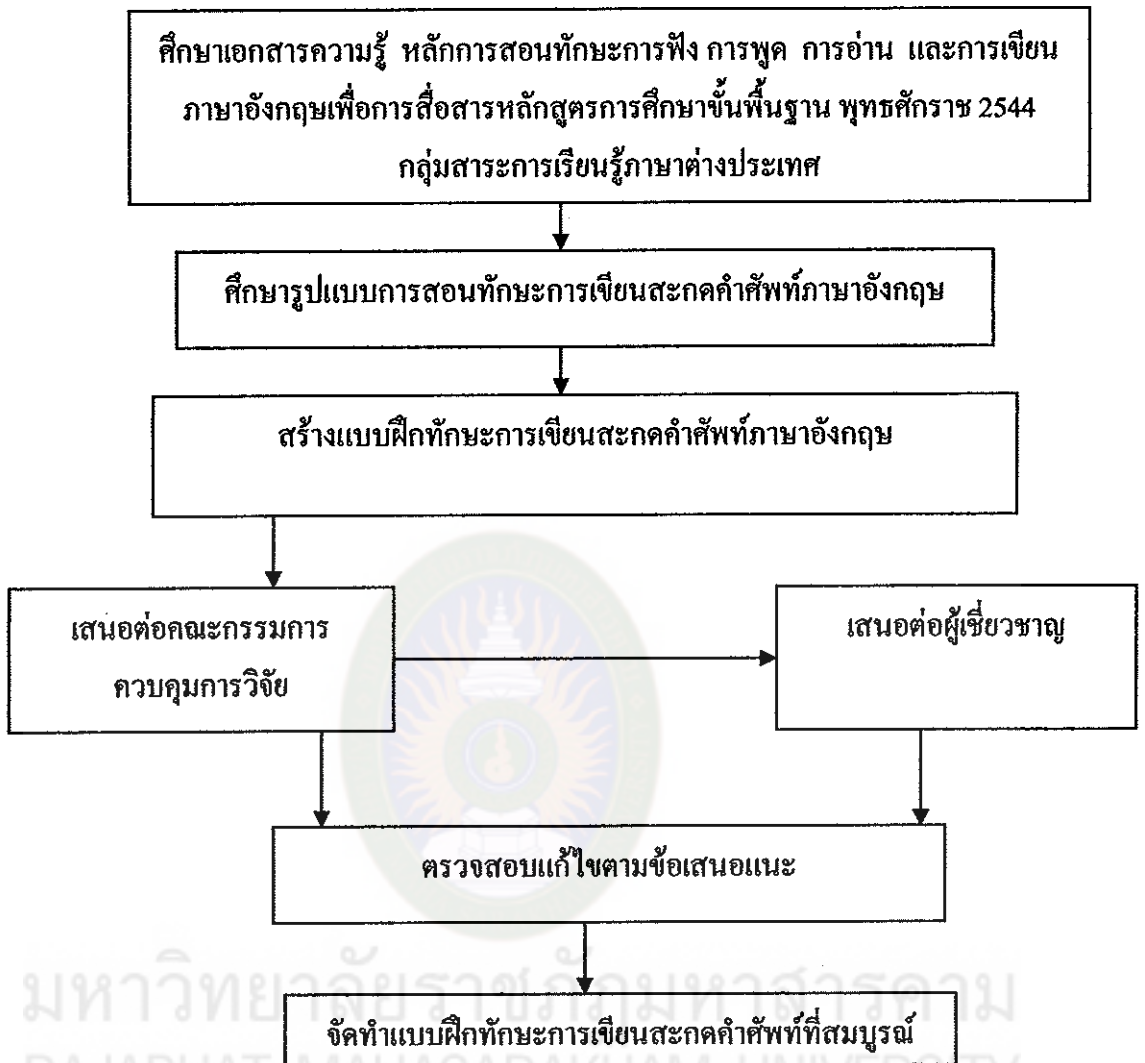 ศึกษาเอกสารความรู้ หลักการสอนทักษะการฟัง การพูด การอ่าน และการเขียน
ภาษาอังกฤษเพื่อการสื่อสารหลักสูตรการศึกษาขั้นพื้นฐาน พุทธศักราช 2544
กลุ่มสาระการเรียนรู้ภาษาต่างประเทศ
ศึกษารูปแบบการสอนทักษะการเขียนสะกดคำศัพท์ภาษาอังกฤษ
สร้างแบบฝึกทักษะการเขียนสะกดคำศัพท์ภาษาอังกฤษ
เสนอต่อคณะกรรมการ
ควบคุมการวิจัย
เสนอต่อผู้เชี่ยวชาญ
ตรวจสอบแก้ไขตามข้อเสนอแนะ
มหาวิทยาลัยราชภัฏมหาสารคาม
จัดทำแบบฝึกทักษะการเขียนสะกดคำศัพท์ที่สมบูรณ์